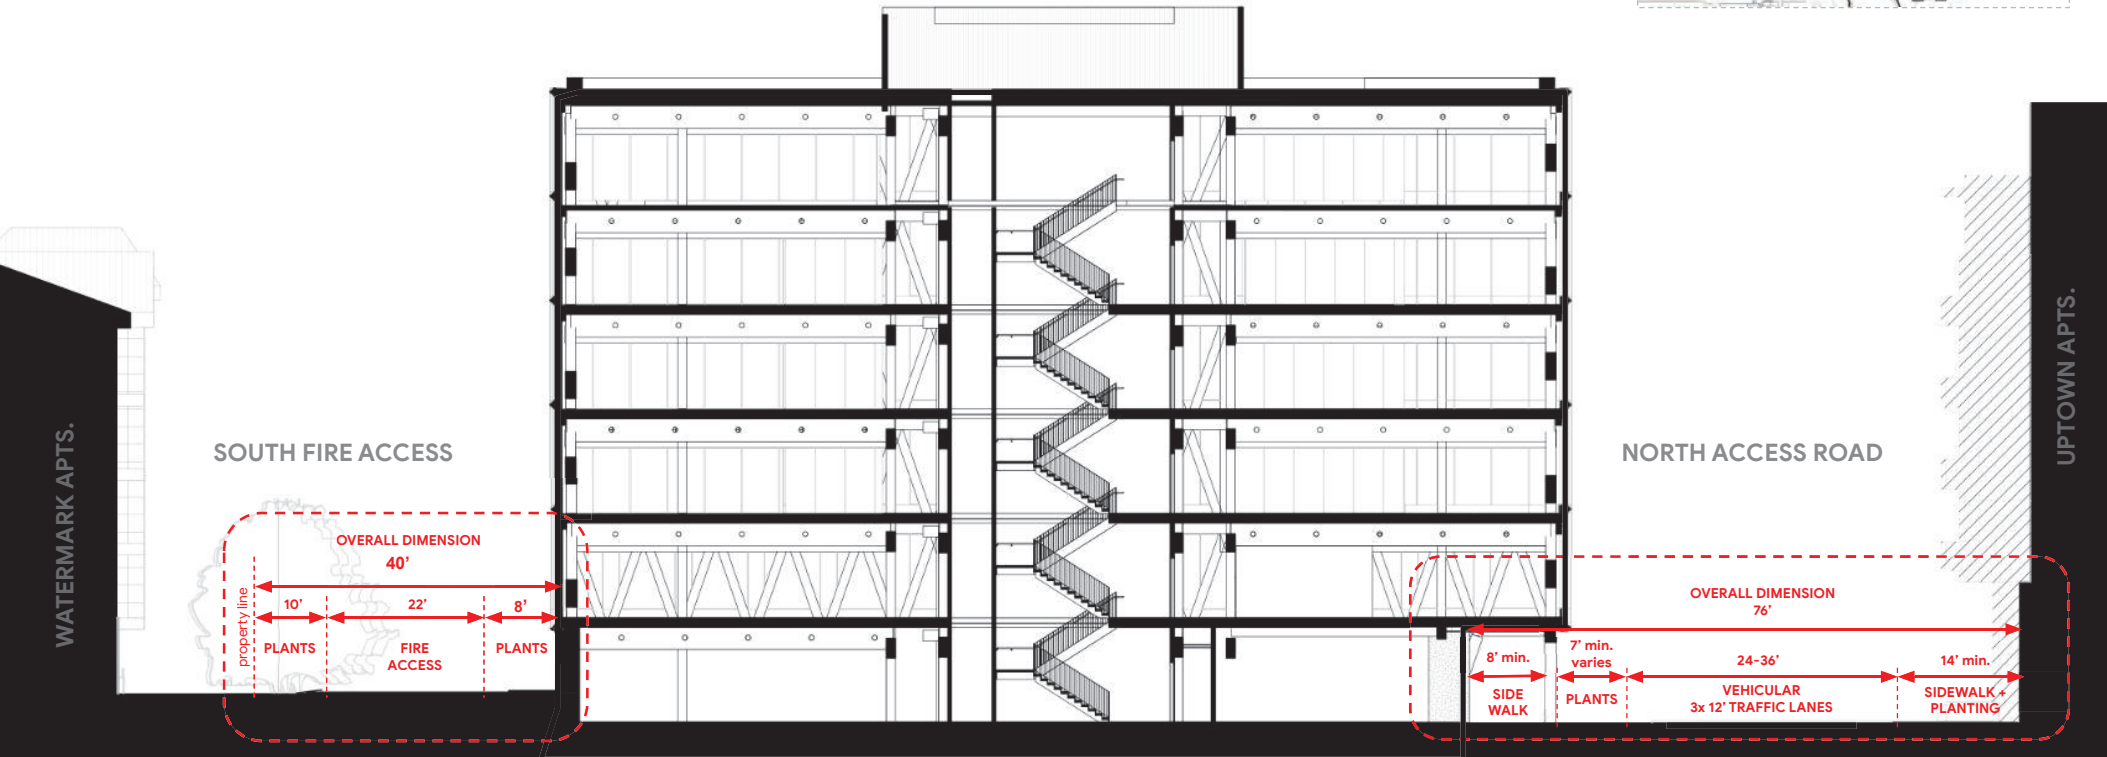 WATERMARK APTS.
SOUTH FIRE ACCESS
OVERALL DIMENSION
40’
property line
10’
22’
8’
PLANTS
FIRE
ACCESS
PLANTS
NORTH ACCESS ROAD
UPTOWN APTS.
OVERALL DIMENSION
76’
8’ min.
7’ min.
varies
24-36’
14’ min.
SIDE
WALK
PLANTS
VEHICULAR
3x 12’ TRAFFIC LANES
SIDEWALK +
PLANTING